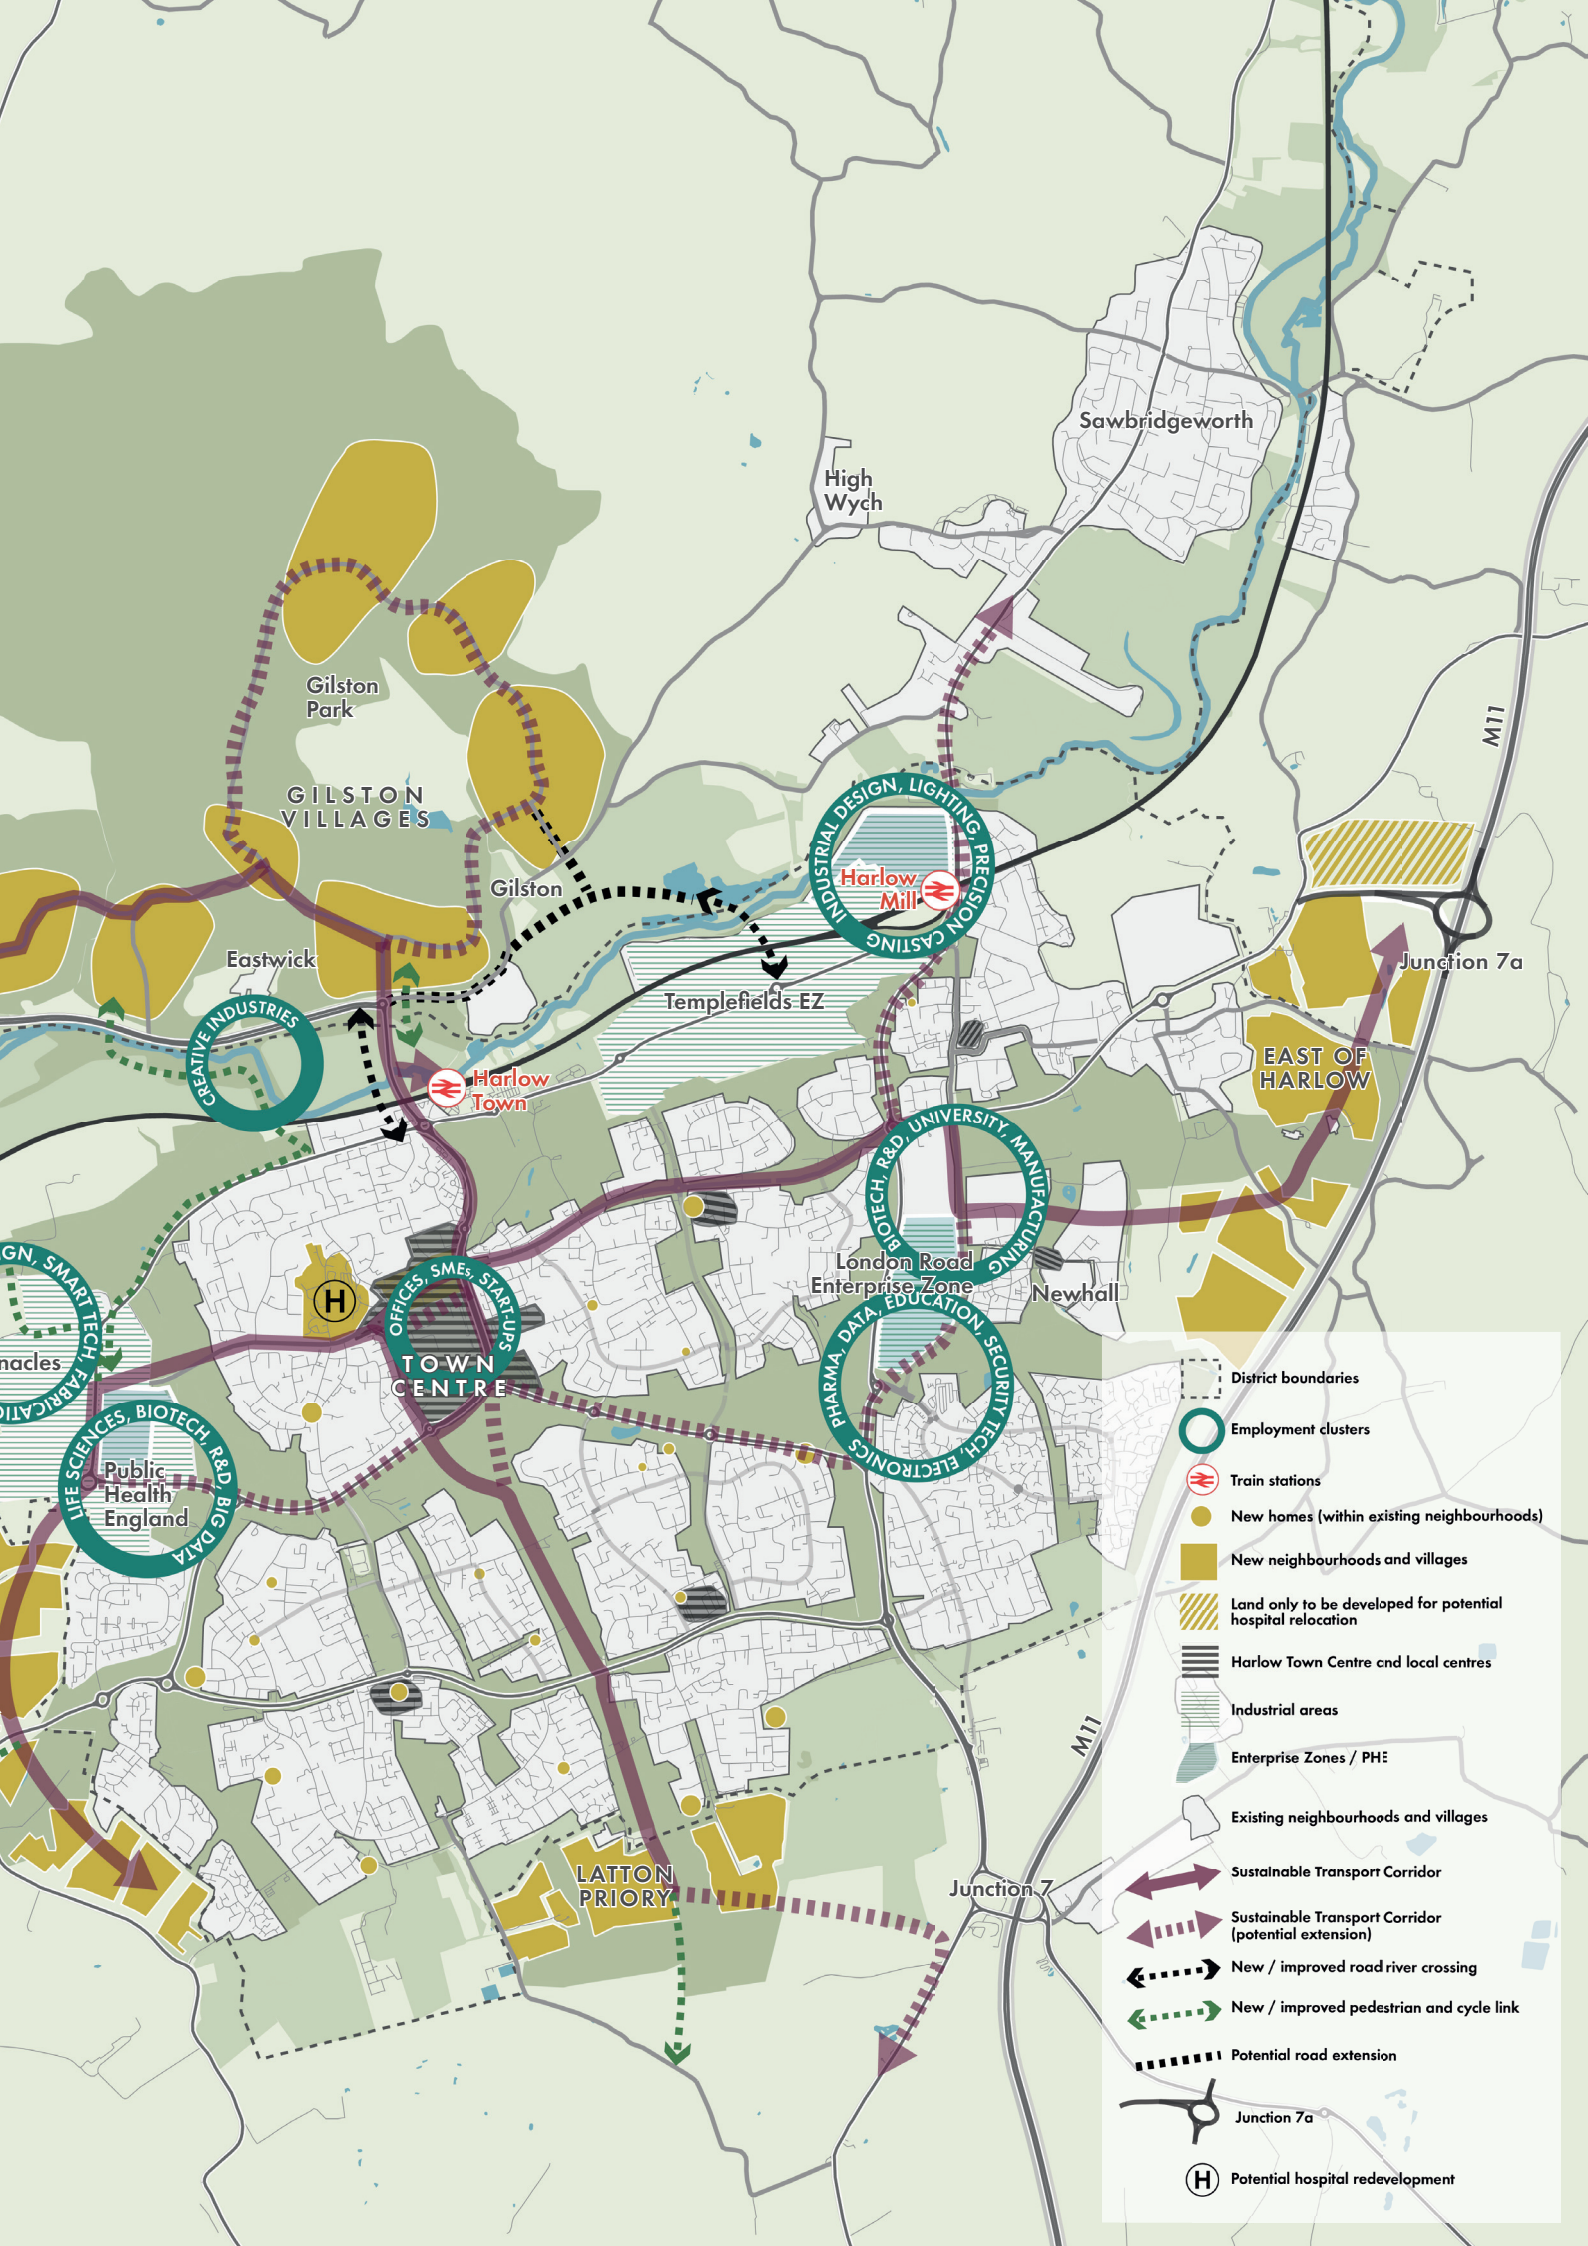 Sawbridgeworth
High
Wych
M11
Gilston
Park
GILSTON
VILLAGES
INDUSTRIAL DESIGN, LIGHTING, PRECISION CASTING
Harlow
Mill
Gilston
Eastwick
Junction 7a
Templefields EZ
CREATIVE INDUSTRIES
EAST OF
HARLOW
Harlow
Town
BIOTECH, R&D, UNIVERSITY, MANUFACTURING
GN, SMART TECH, FABRICATIO
H
OFFICES, SMEs, START-UPS
London Road
Enterprise Zone
Newhall
nacles
TOWN
CENTRE
PHARMA, DATA, EDUCATION, SECURITY TECH, ELECTRONICS
LIFE SCIENCES, BIOTECH, R&D, BIG DATA
Public
Health
England
M11
LATTON
PRIORY
Junction 7
District boundaries
Employment clusters
Train stations
New homes (within existing neighbourhoods)
New neighbourhoods and villages
Land only to be developed for potential
hospital relocation
Harlow Town Centre cnd local centres
Industrial areas
Enterprise Zones / PHE
Existing neighbourhoods and villages
Sustainable Transport Corridor
Sustainable Transport Corridor
(potential extension)
New / improved road river crossing
New / improved pedestrian and cycle link
Potential road extension
Junction 7a
H
Potential hospital redevelopment